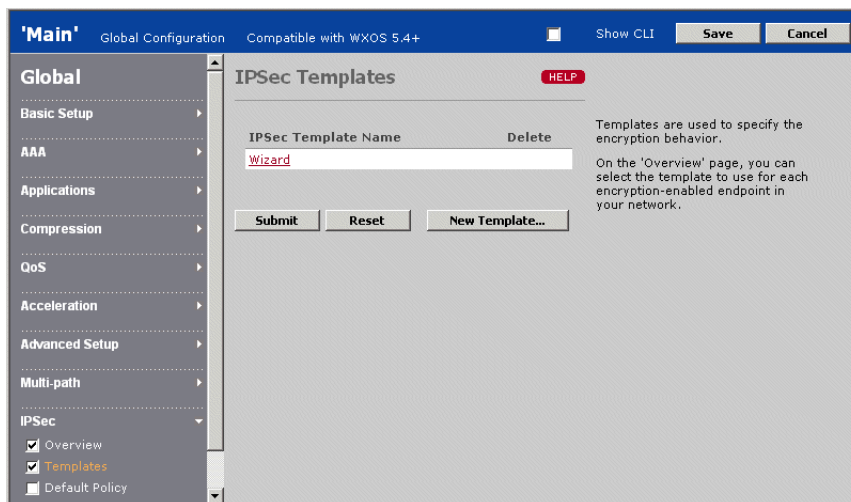 'Main' Global Configuration Compatible with WXOS 5.4+ Show CLI Save Cancel
Global
Basic Setup
AAA
Applications
Compression
QoS
Acceleration
Advanced Setup
Multi-path
IPSec
Overview
Templates
Default Policy
IPSec Templates HELP
IPSec Template Name Delete
Wizard
Submit Reset New Template...
Templates are used to specify the
encryption behavior.
On the 'Overview' page, you can
select the template to use for each
encryption-enabled endpoint in
your network.